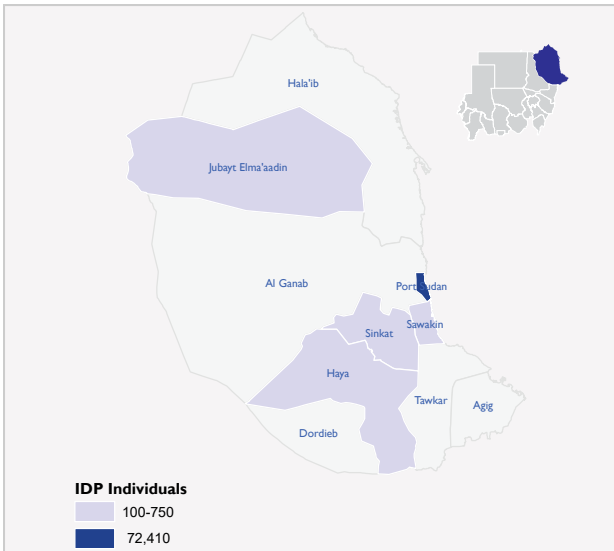 Hala'ib
Jubayt Elma'aadin
Al Ganab
Port Sudan
Sawakin
Sinkat
Haya
Tawkar
Agig
Dordieb
IDP Individuals
100-750
72,410